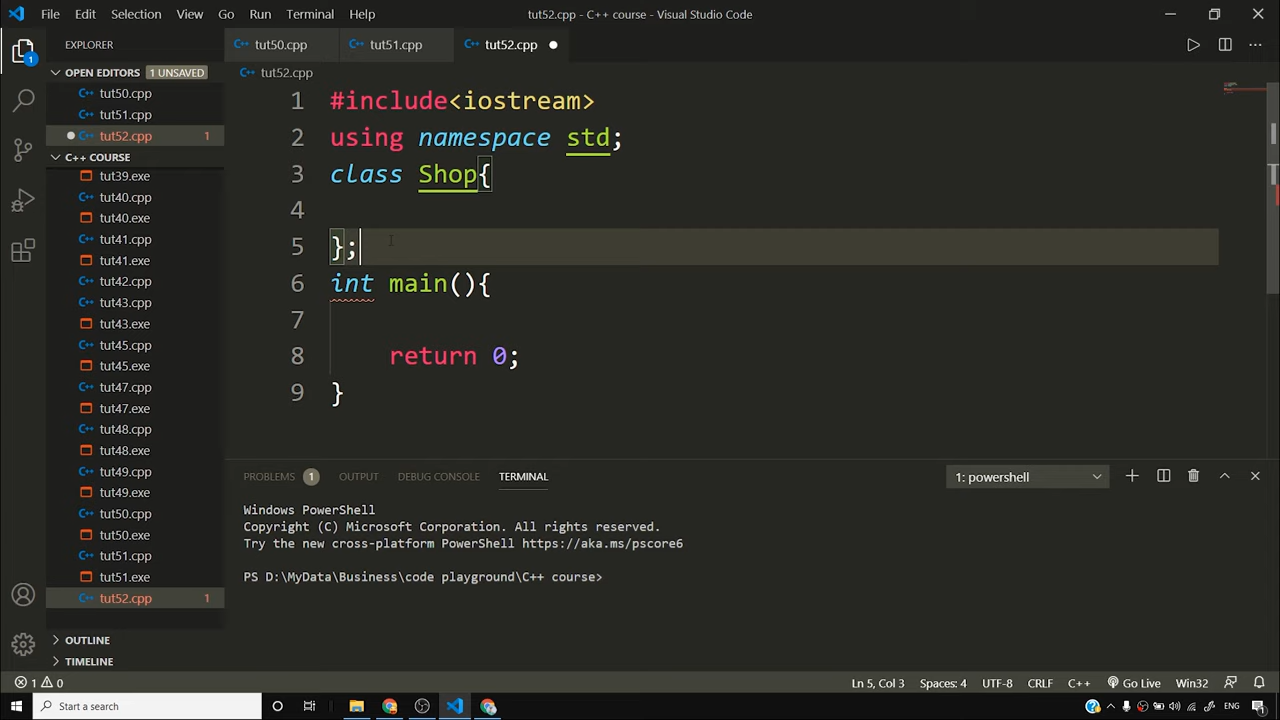 File Edit Selection View Go Run Terminal Help tut52.cpp - C++ course - Visual Studio Code
EXPLORER
OPEN EDITORS 1 UNSAVED
tut50.cpp
tut51.cpp
tut52.cpp 1
C++ COURSE
tut39.exe
tut40.cpp
tut40.exe
tut41.cpp
tut41.exe
tut42.cpp
tut43.cpp
tut43.exe
tut45.cpp
tut45.exe
tut47.cpp
tut47.exe
tut48.cpp
tut48.exe
tut49.cpp
tut49.exe
tut50.cpp
tut50.exe
tut51.cpp
tut51.exe
tut52.cpp 1
OUTLINE
TIMELINE
tut50.cpp tut51.cpp tut52.cpp
tut52.cpp
1 #include<iostream>
2 using namespace std;
3 class Shop{
4
5 };
6 int main(){
7
8 return 0;
9 }
PROBLEMS 1 OUTPUT DEBUG CONSOLE TERMINAL 1: powershell
Windows PowerShell
Copyright (C) Microsoft Corporation. All rights reserved.
Try the new cross-platform PowerShell https://aka.ms/pscore6
PS D:\MyData\Business\code playground\C++ course>
1 0 Ln 5, Col 3 Spaces: 4 UTF-8 CRLF C++ Go Live Win32
Start a search ENG